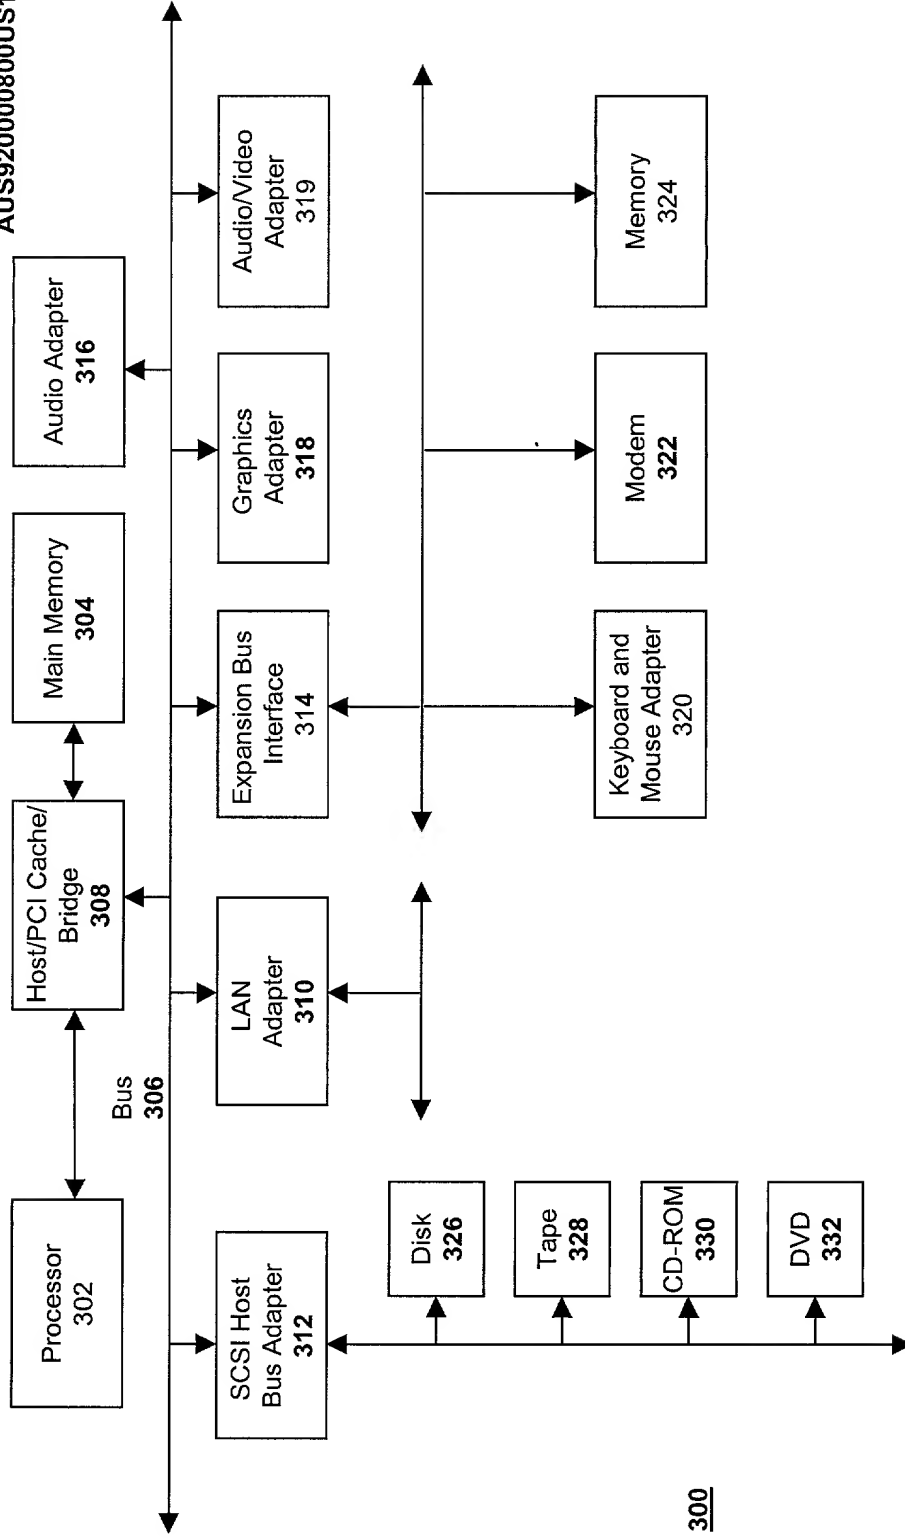 AUS920000800US1
Processor
302
Host/PCI Cache/
Bridge
308
Main Memory
304
Audio Adapter
316
Bus
306
SCSI Host
Bus Adapter
312
LAN
Adapter
310
Expansion Bus
Interface
314
Graphics
Adapter
318
Audio/Video
Adapter
319
Disk
326
Tape
328
CD-ROM
330
DVD
332
Keyboard and
Mouse Adapter
320
Modem
322
Memory
324
300